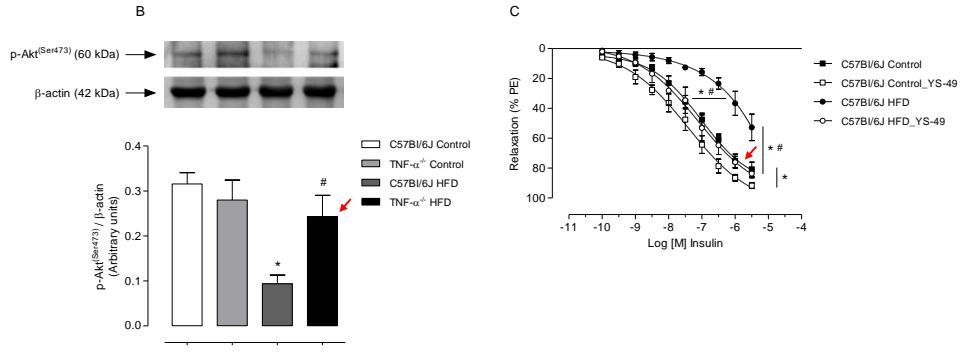 B
p-Akt(Ser473) (60 kDa)
β-actin (42 kDa)
p-Akt(Ser473) / β-actin
(Arbitrary units)
0.4
0.3
0.2
0.1
0.0
*
#
C57Bl/6J Control
TNF-α-/- Control
C57Bl/6J HFD
TNF-α-/- HFD
C
Relaxation (% PE)
0
20
40
60
80
100
-11 -10 -9 -8 -7 -6 -5 -4
Log [M] Insulin
* #
* #
*
C57Bl/6J Control
C57Bl/6J Control_YS-49
C57Bl/6J HFD
C57Bl/6J HFD_YS-49